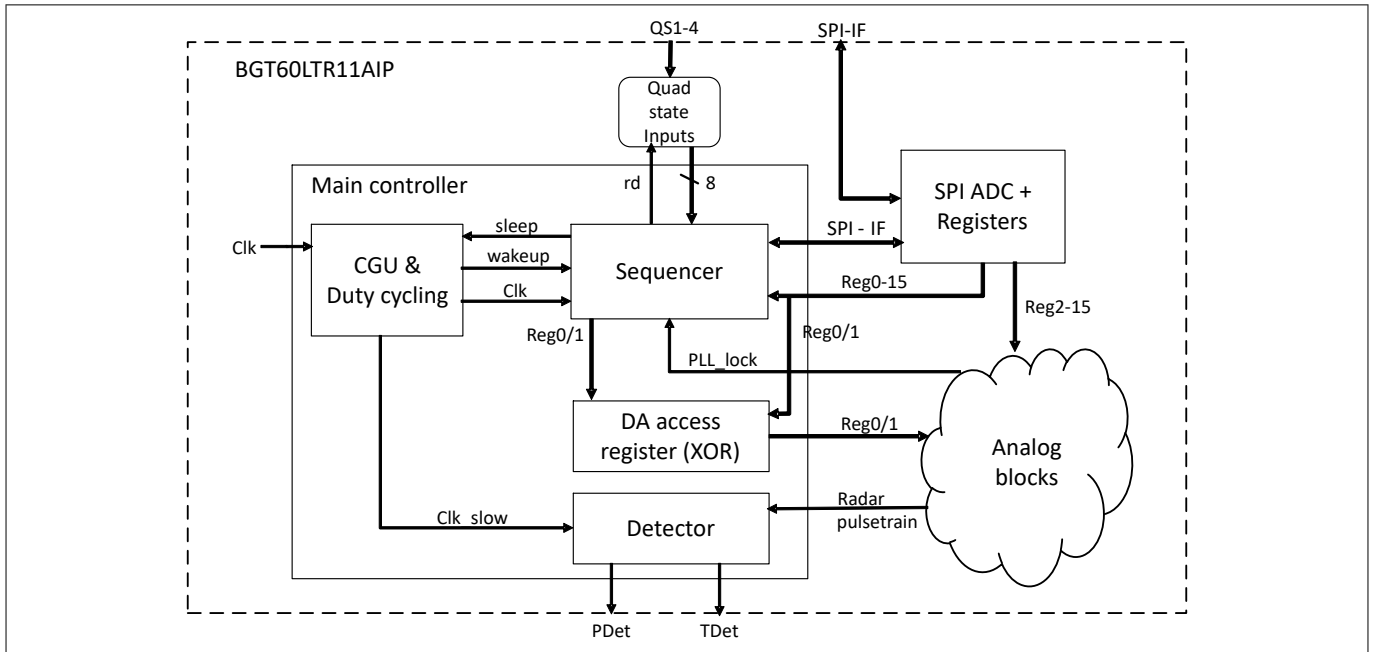 QS1-4
SPI-IF
BGT60LTR11AIP
Quad
state
Inputs
rd
8
Main controller
SPI ADC +
Registers
sleep
SPI - IF
Clk
CGU &
Duty cycling
wakeup
Sequencer
Clk
Reg0-15
Reg2-15
Reg0/1
Reg0/1
PLL_lock
DA access
register (XOR)
Reg0/1
Analog
blocks
Radar
pulsetrain
Clk_slow
Detector
PDet
TDet